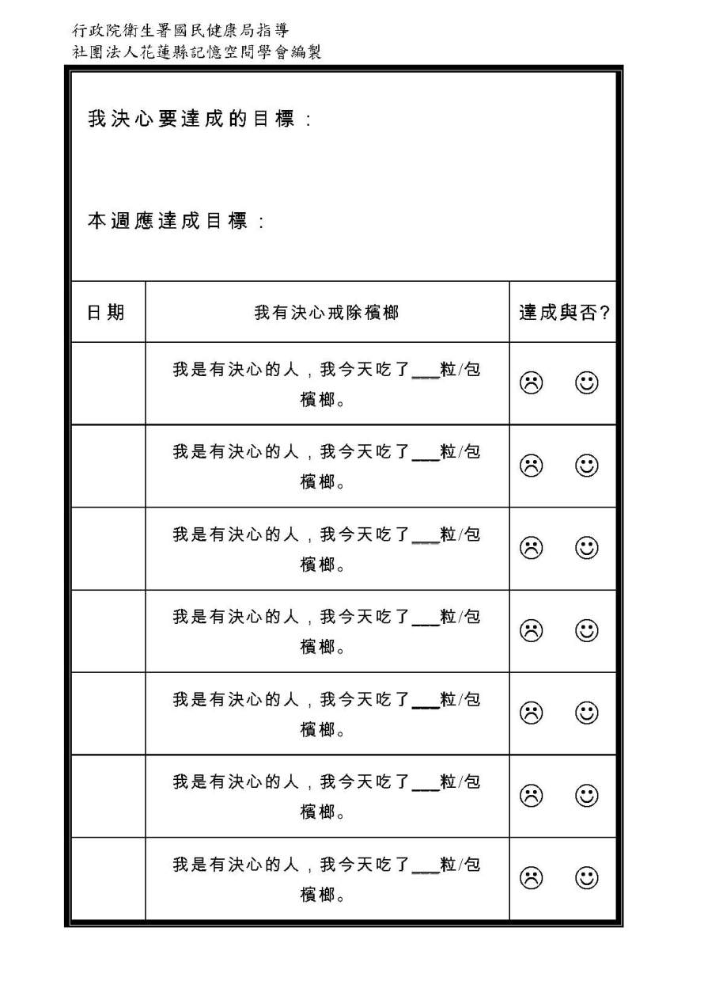 行政院衛生署國民健康局指導
社團法人花蓮縣記憶空間學會編製
我決心要達成的目標：
本週應達成目標：
日期 我有決心戒除檳榔 達成與否?
我是有決心的人，我今天吃了___粒/包
檳榔。
我是有決心的人，我今天吃了___粒/包
檳榔。
我是有決心的人，我今天吃了___粒/包
檳榔。
我是有決心的人，我今天吃了___粒/包
檳榔。
我是有決心的人，我今天吃了___粒/包
檳榔。
我是有決心的人，我今天吃了___粒/包
檳榔。
我是有決心的人，我今天吃了___粒/包
檳榔。